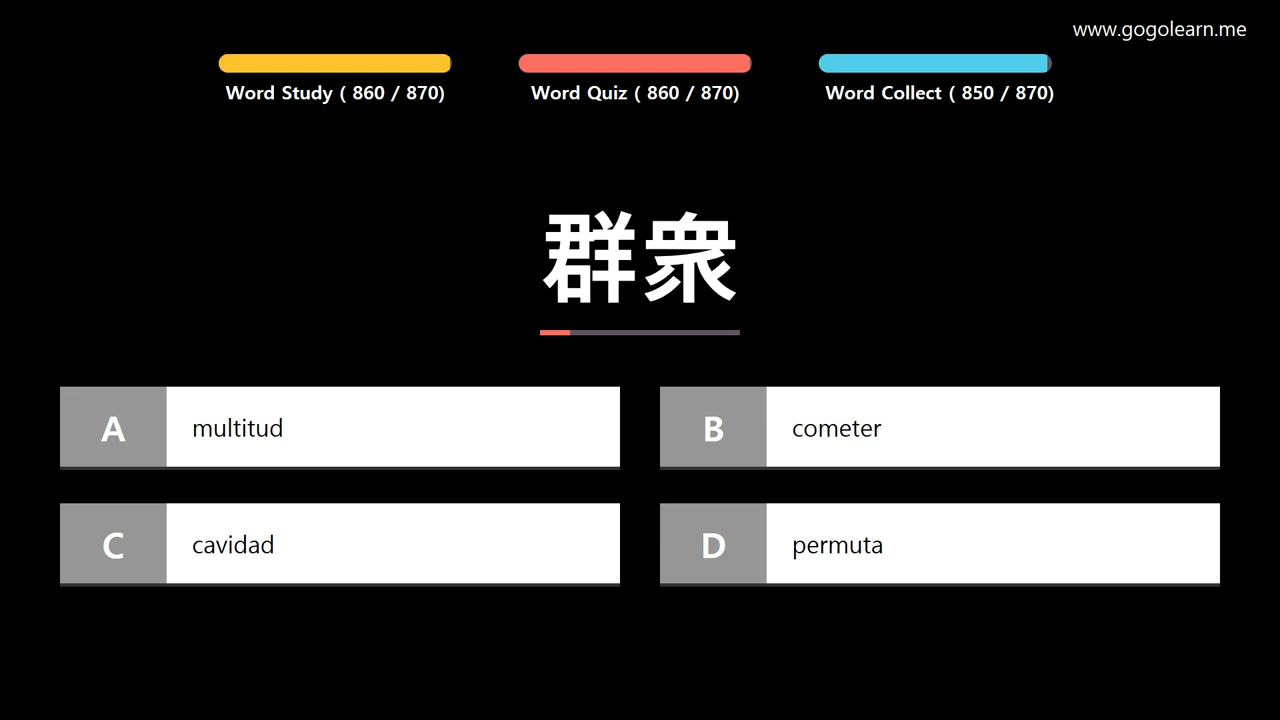 www.gogolearn.me
Word Study ( 860 / 870)
Word Quiz ( 860 / 870)
Word Collect ( 850 / 870)
群衆
A multitud
B cometer
C cavidad
D permuta